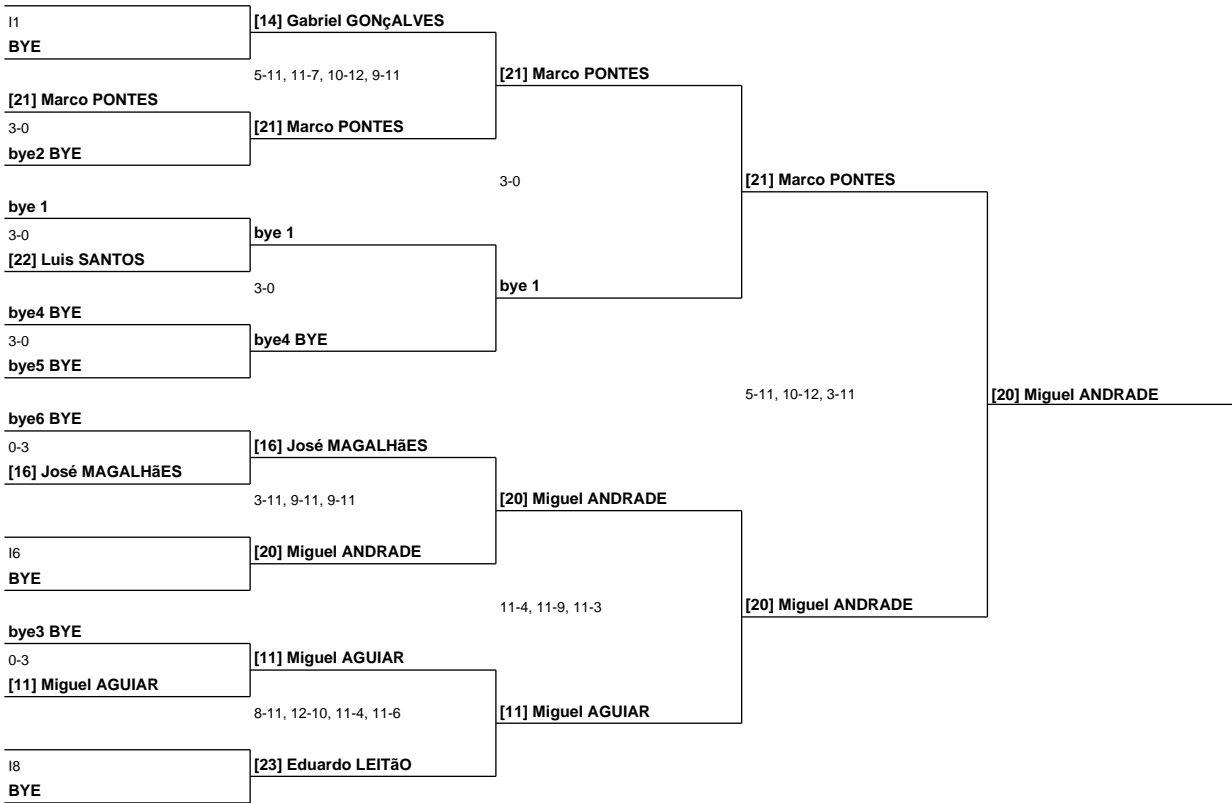 I1
BYE
[14] Gabriel GONçALVES
5-11, 11-7, 10-12, 9-11
[21] Marco PONTES
[21] Marco PONTES
3-0
bye2 BYE
[21] Marco PONTES
3-0
[21] Marco PONTES
bye 1
3-0
[22] Luis SANTOS
bye 1
3-0
bye 1
bye4 BYE
3-0
bye5 BYE
bye4 BYE
5-11, 10-12, 3-11
[20] Miguel ANDRADE
bye6 BYE
0-3
[16] José MAGALHãES
[16] José MAGALHãES
3-11, 9-11, 9-11
[20] Miguel ANDRADE
I6
BYE
[20] Miguel ANDRADE
11-4, 11-9, 11-3
[20] Miguel ANDRADE
bye3 BYE
0-3
[11] Miguel AGUIAR
[11] Miguel AGUIAR
8-11, 12-10, 11-4, 11-6
[11] Miguel AGUIAR
I8
BYE
[23] Eduardo LEITãO